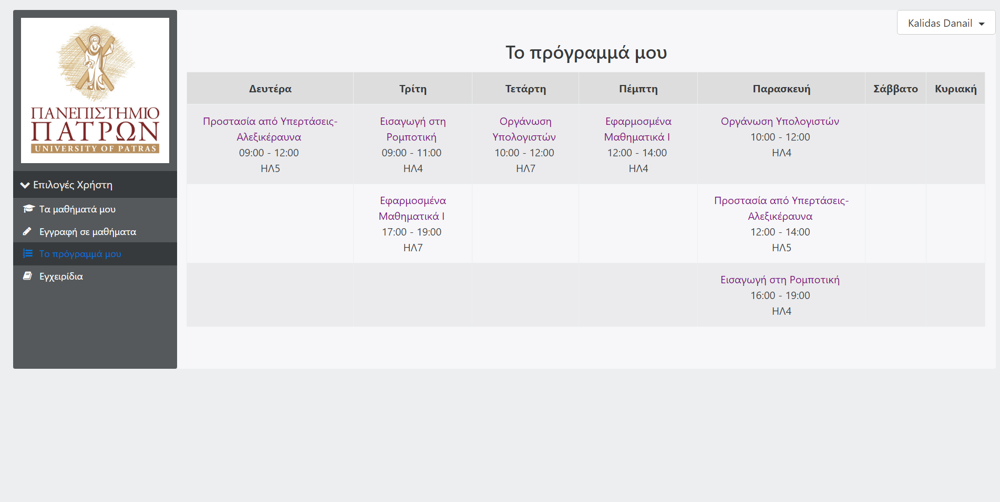 ΠΑΝΕΠΙΣΤΗΜΙΟ
ΠΑΤΡΩΝ
UNIVERSITY OF PATRAS
Επιλογές Χρήστη
Τα μαθήματά μου
Εγγραφή σε μαθήματα
Το πρόγραμμά μου
Εγχειρίδια
Kalidas Danail
Το πρόγραμμά μου
Δευτέρα Τρίτη Τετάρτη Πέμπτη Παρασκευή Σάββατο Κυριακή
Προστασία από Υπερτάσεις-
Αλεξικέραυνα
09:00 - 12:00
ΗΛ5
Εισαγωγή στη
Ρομποτική
09:00 - 11:00
ΗΛ4
Οργάνωση
Υπολογιστών
10:00 - 12:00
ΗΛ7
Εφαρμοσμένα
Μαθηματικά Ι
12:00 - 14:00
ΗΛ4
Οργάνωση Υπολογιστών
10:00 - 12:00
ΗΛ4
Εφαρμοσμένα
Μαθηματικά Ι
17:00 - 19:00
ΗΛ7
Προστασία από Υπερτάσεις-
Αλεξικέραυνα
12:00 - 14:00
ΗΛ5
Εισαγωγή στη Ρομποτική
16:00 - 19:00
ΗΛ4